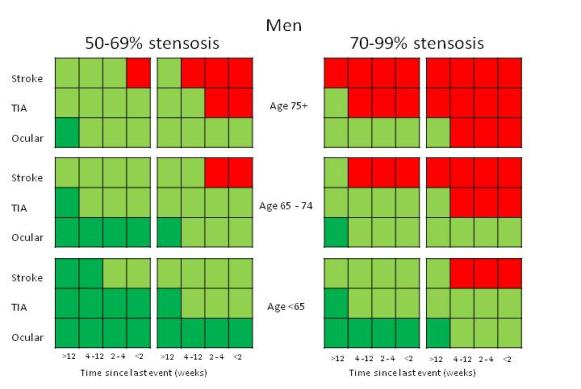 Men
50-69% stensosis
70-99% stensosis
Stroke
TIA
Ocular
Age 75+
Stroke
TIA
Ocular
Age 65 - 74
Stroke
TIA
Ocular
Age <65
>12 4 -12 2- 4 <2 >12 4 -12 2- 4 <2
>12 4 -12 2- 4 <2 >12 4 -12 2- 4 <2
Time since last event (weeks)
Time since last event (weeks)